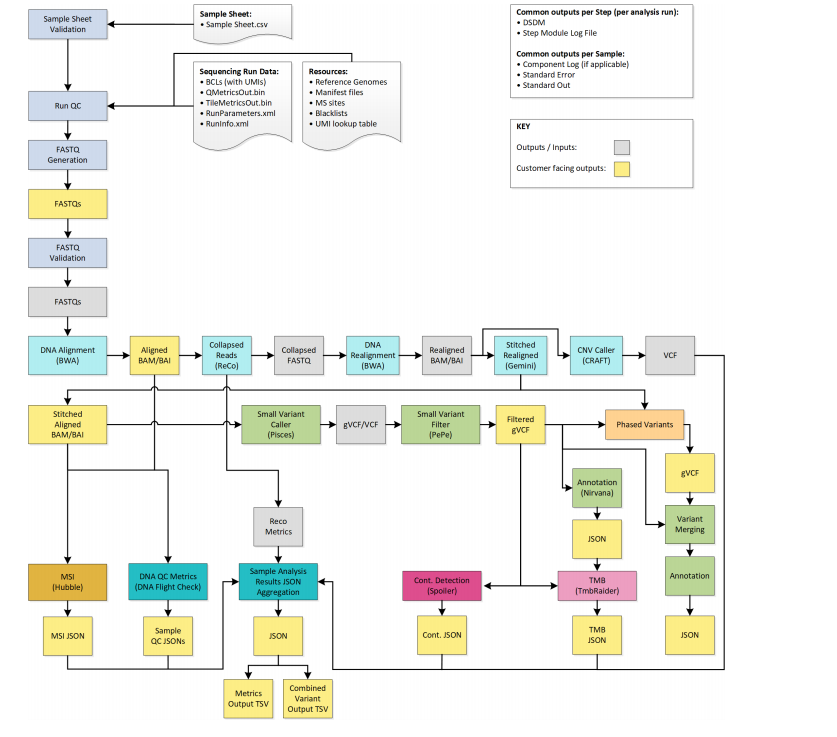 Sample Sheet
Validation
Sample Sheet:
• Sample Sheet.csv
Common outputs per Step (per analysis run):
• DSDM
• Step Module Log File
Common outputs per Sample:
• Component Log (if applicable)
• Standard Error
• Standard Out
Run QC
Sequencing Run Data:
• BCLs (with UMIs)
• QMetricsOut.bin
• TileMetricsOut.bin
• RunParameters.xml
• RunInfo.xml
Resources:
• Reference Genomes
• Manifest files
• MS sites
• Blacklists
• UMI lookup table
KEY
Outputs / Inputs:
Customer facing outputs:
FASTQ
Generation
FASTQs
FASTQ
Validation
FASTQs
DNA Alignment
(BWA)
Aligned
BAM/BAI
Collapsed
Reads
(ReCo)
Collapsed
FASTQ
DNA
Realignment
(BWA)
Realigned
BAM/BAI
Stitched
Realigned
(Gemini)
CNV Caller
(CRAFT)
VCF
Stitched
Aligned
BAM/BAI
Small Variant
Caller
(Pisces)
gVCF/VCF
Small Variant
Filter
(PePe)
Filtered
gVCF
Phased Variants
gVCF
Annotation
(Nirvana)
Reco
Metrics
JSON
Variant
Merging
MSI
(Hubble)
DNA QC Metrics
(DNA Flight Check)
Sample Analysis
Results JSON
Aggregation
Cont. Detection
(Spoiler)
TMB
(TmbRaider)
Annotation
MSI JSON
Sample
QC JSONs
JSON
Cont. JSON
TMB
JSON
JSON
Metrics
Output TSV
Combined
Variant
Output TSV